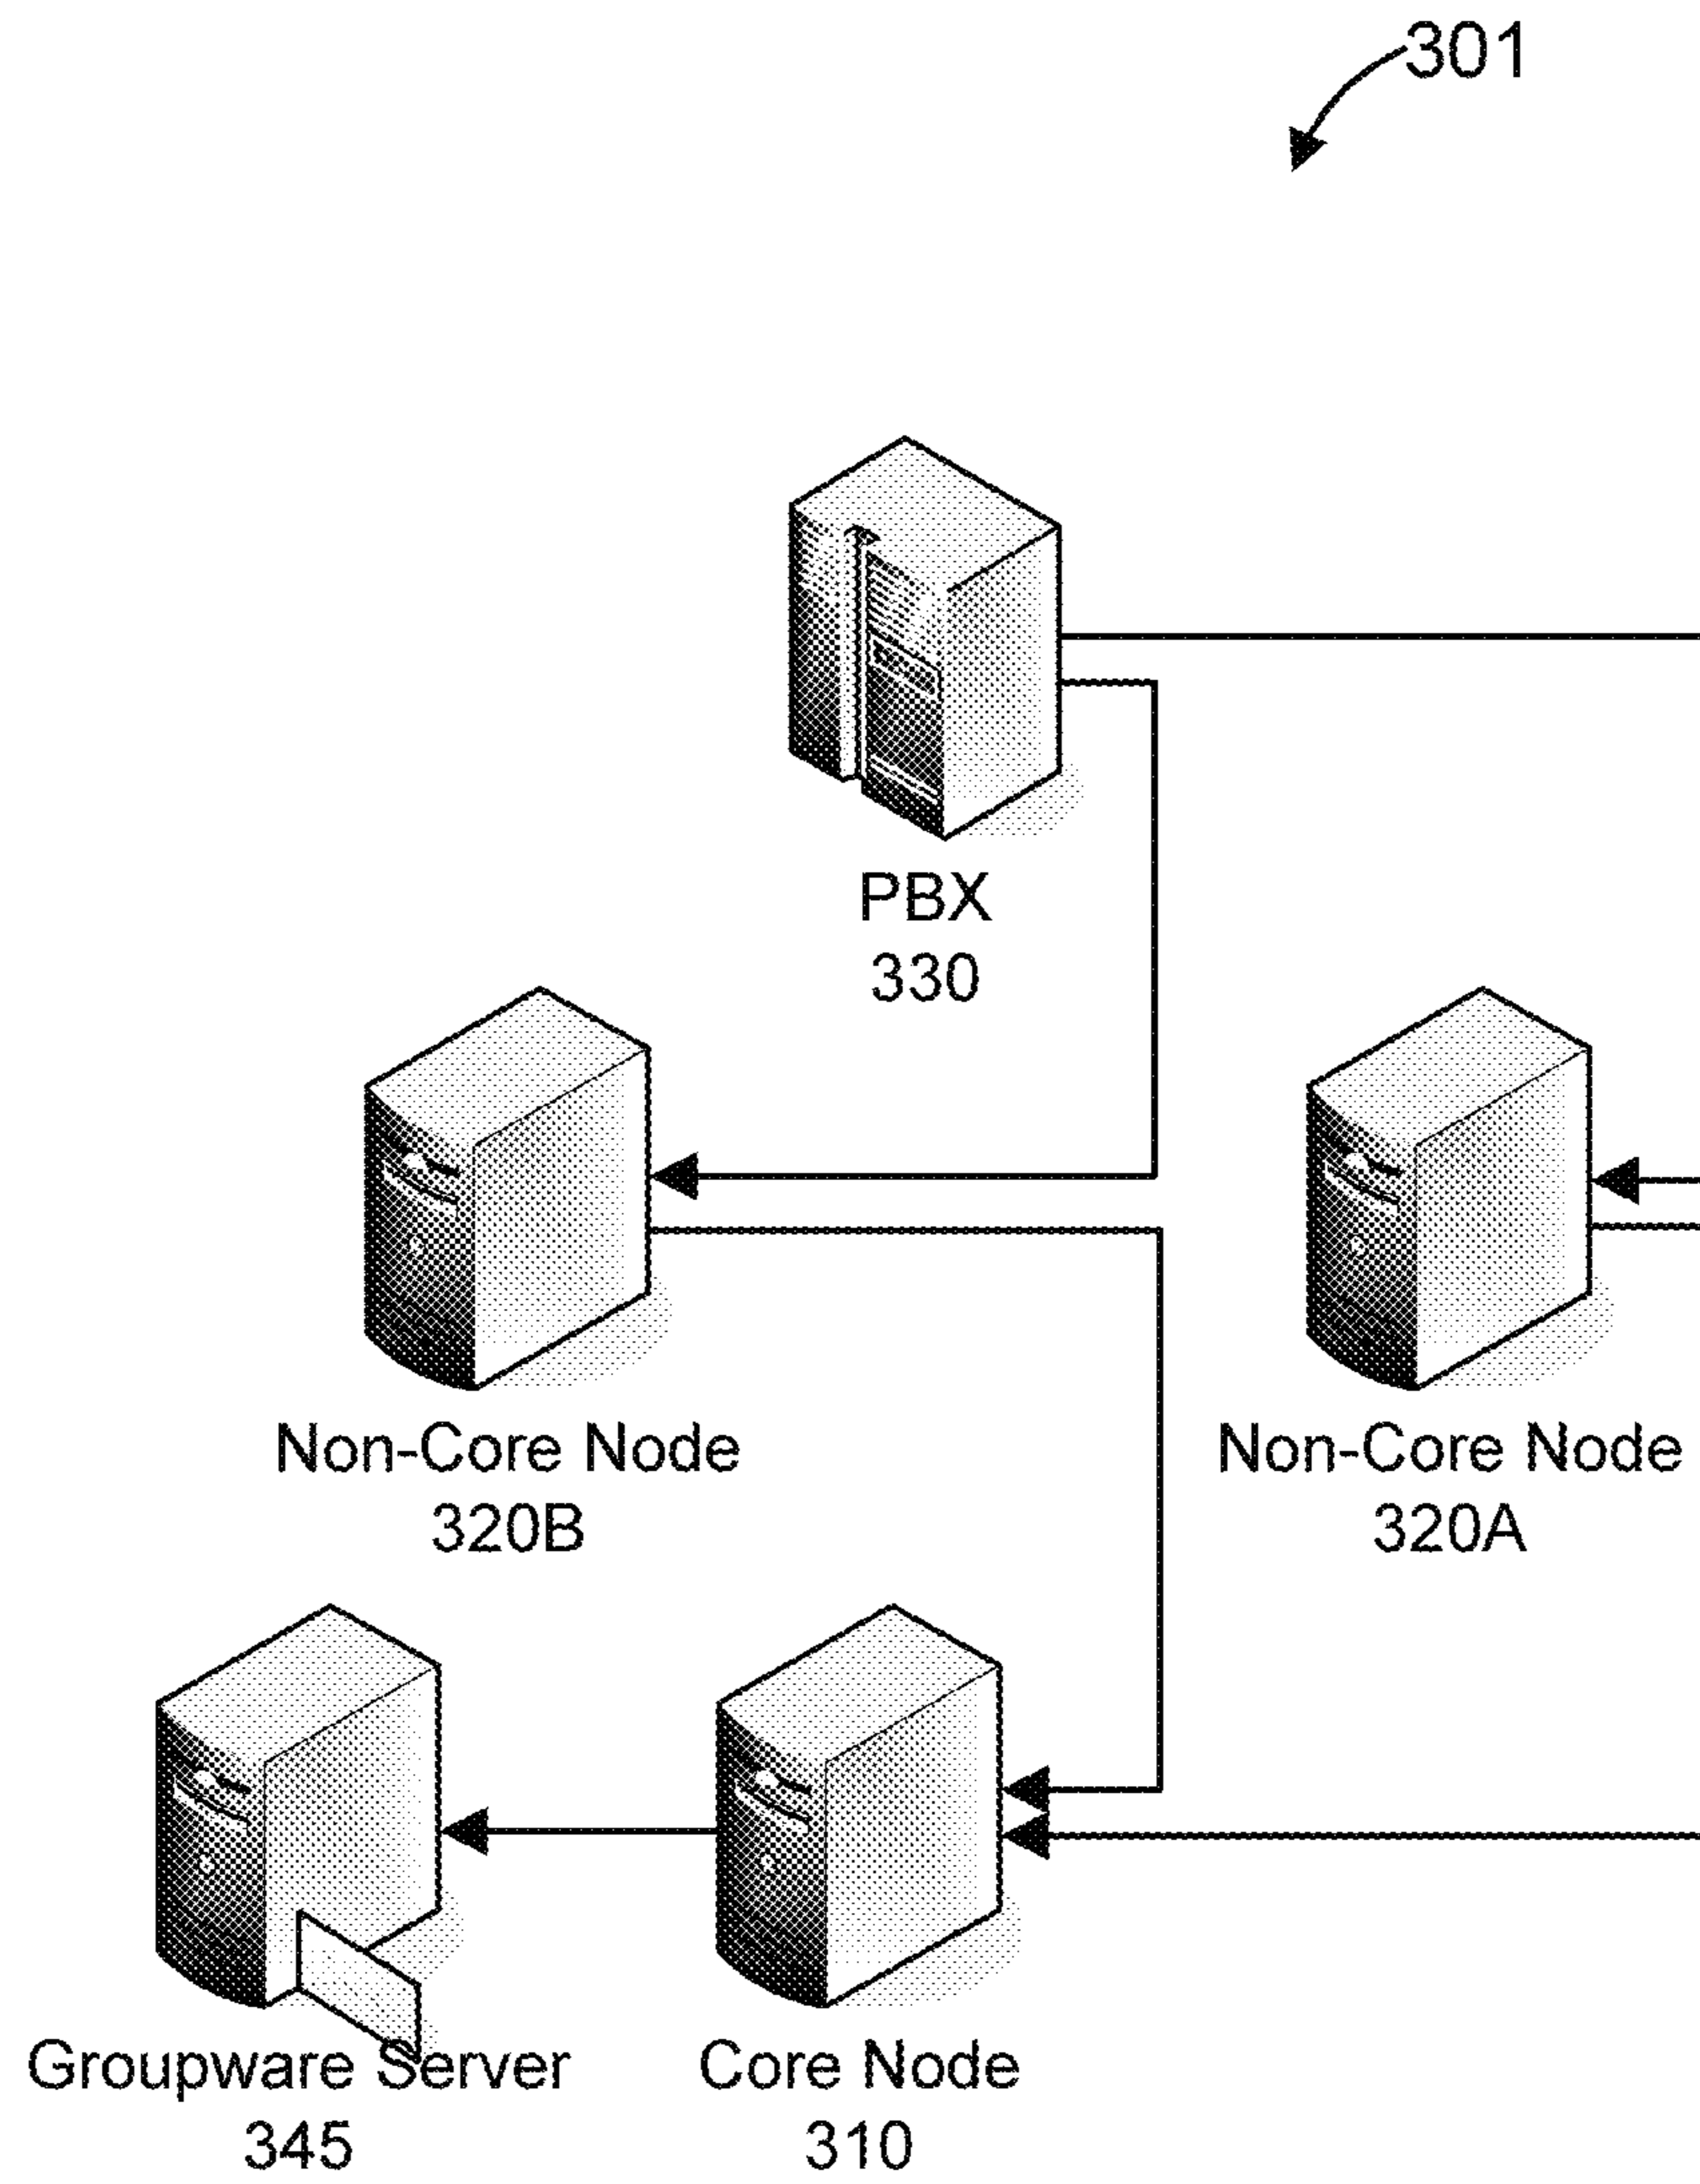 301
PBX
330
Non-Core Node
320B
Non-Core Node
320A
Groupware Server
345
Core Node
310